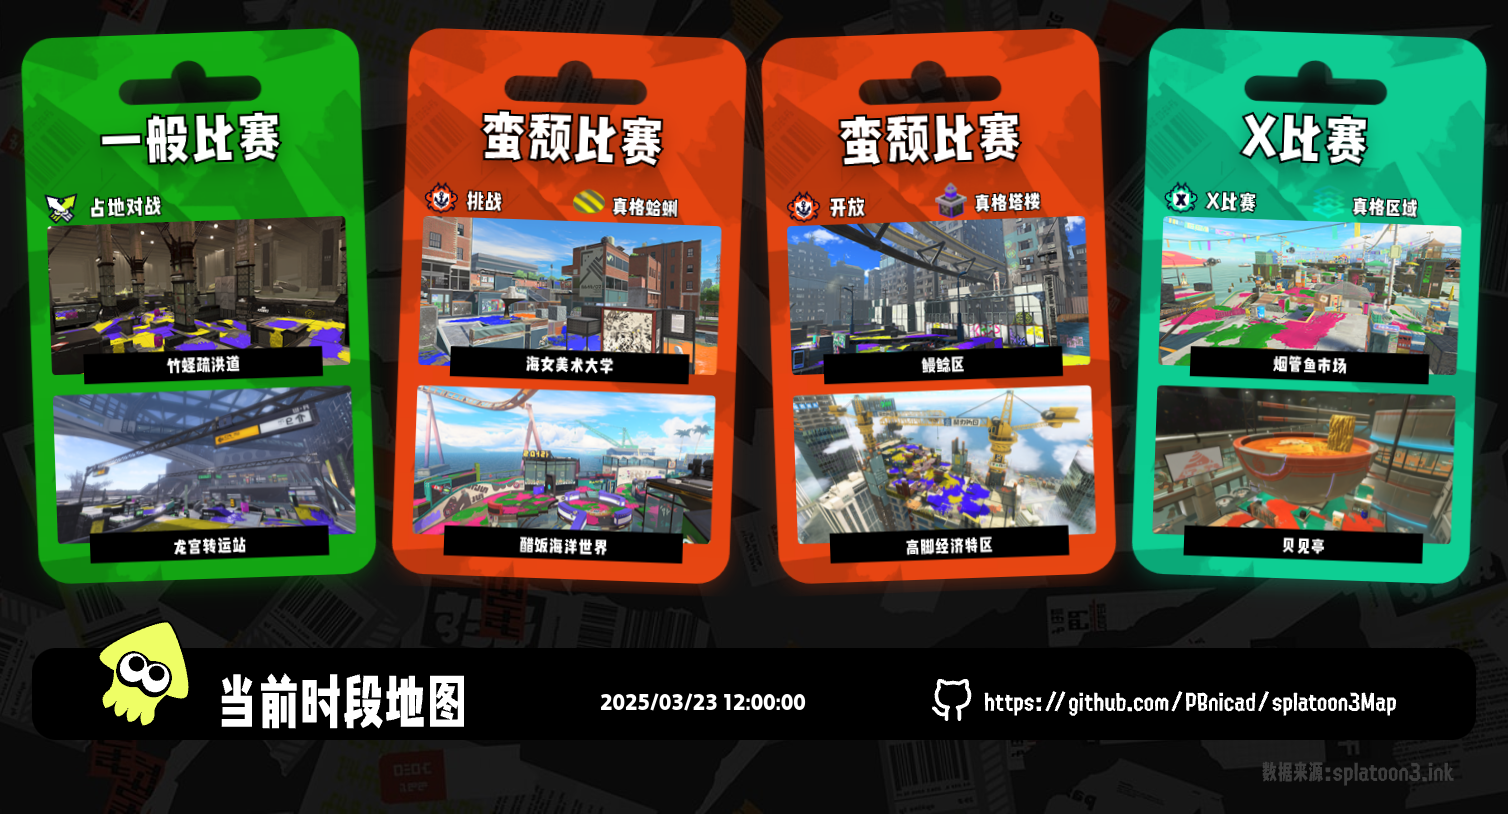 一般比赛
占地对战
竹蛏疏洪道
龙宫转运站
蛮颓比赛
挑战
真格蛤蜊
海女美术大学
醋饭海洋世界
蛮颓比赛
开放
真格塔楼
鳗鲶区
高脚经济特区
X比赛
X比赛
真格区域
烟管鱼市场
贝见亭
当前时段地图
2025/03/23 12:00:00
https://github.com/PBnicad/splatoon3Map
数据来源:splatoon3.ink